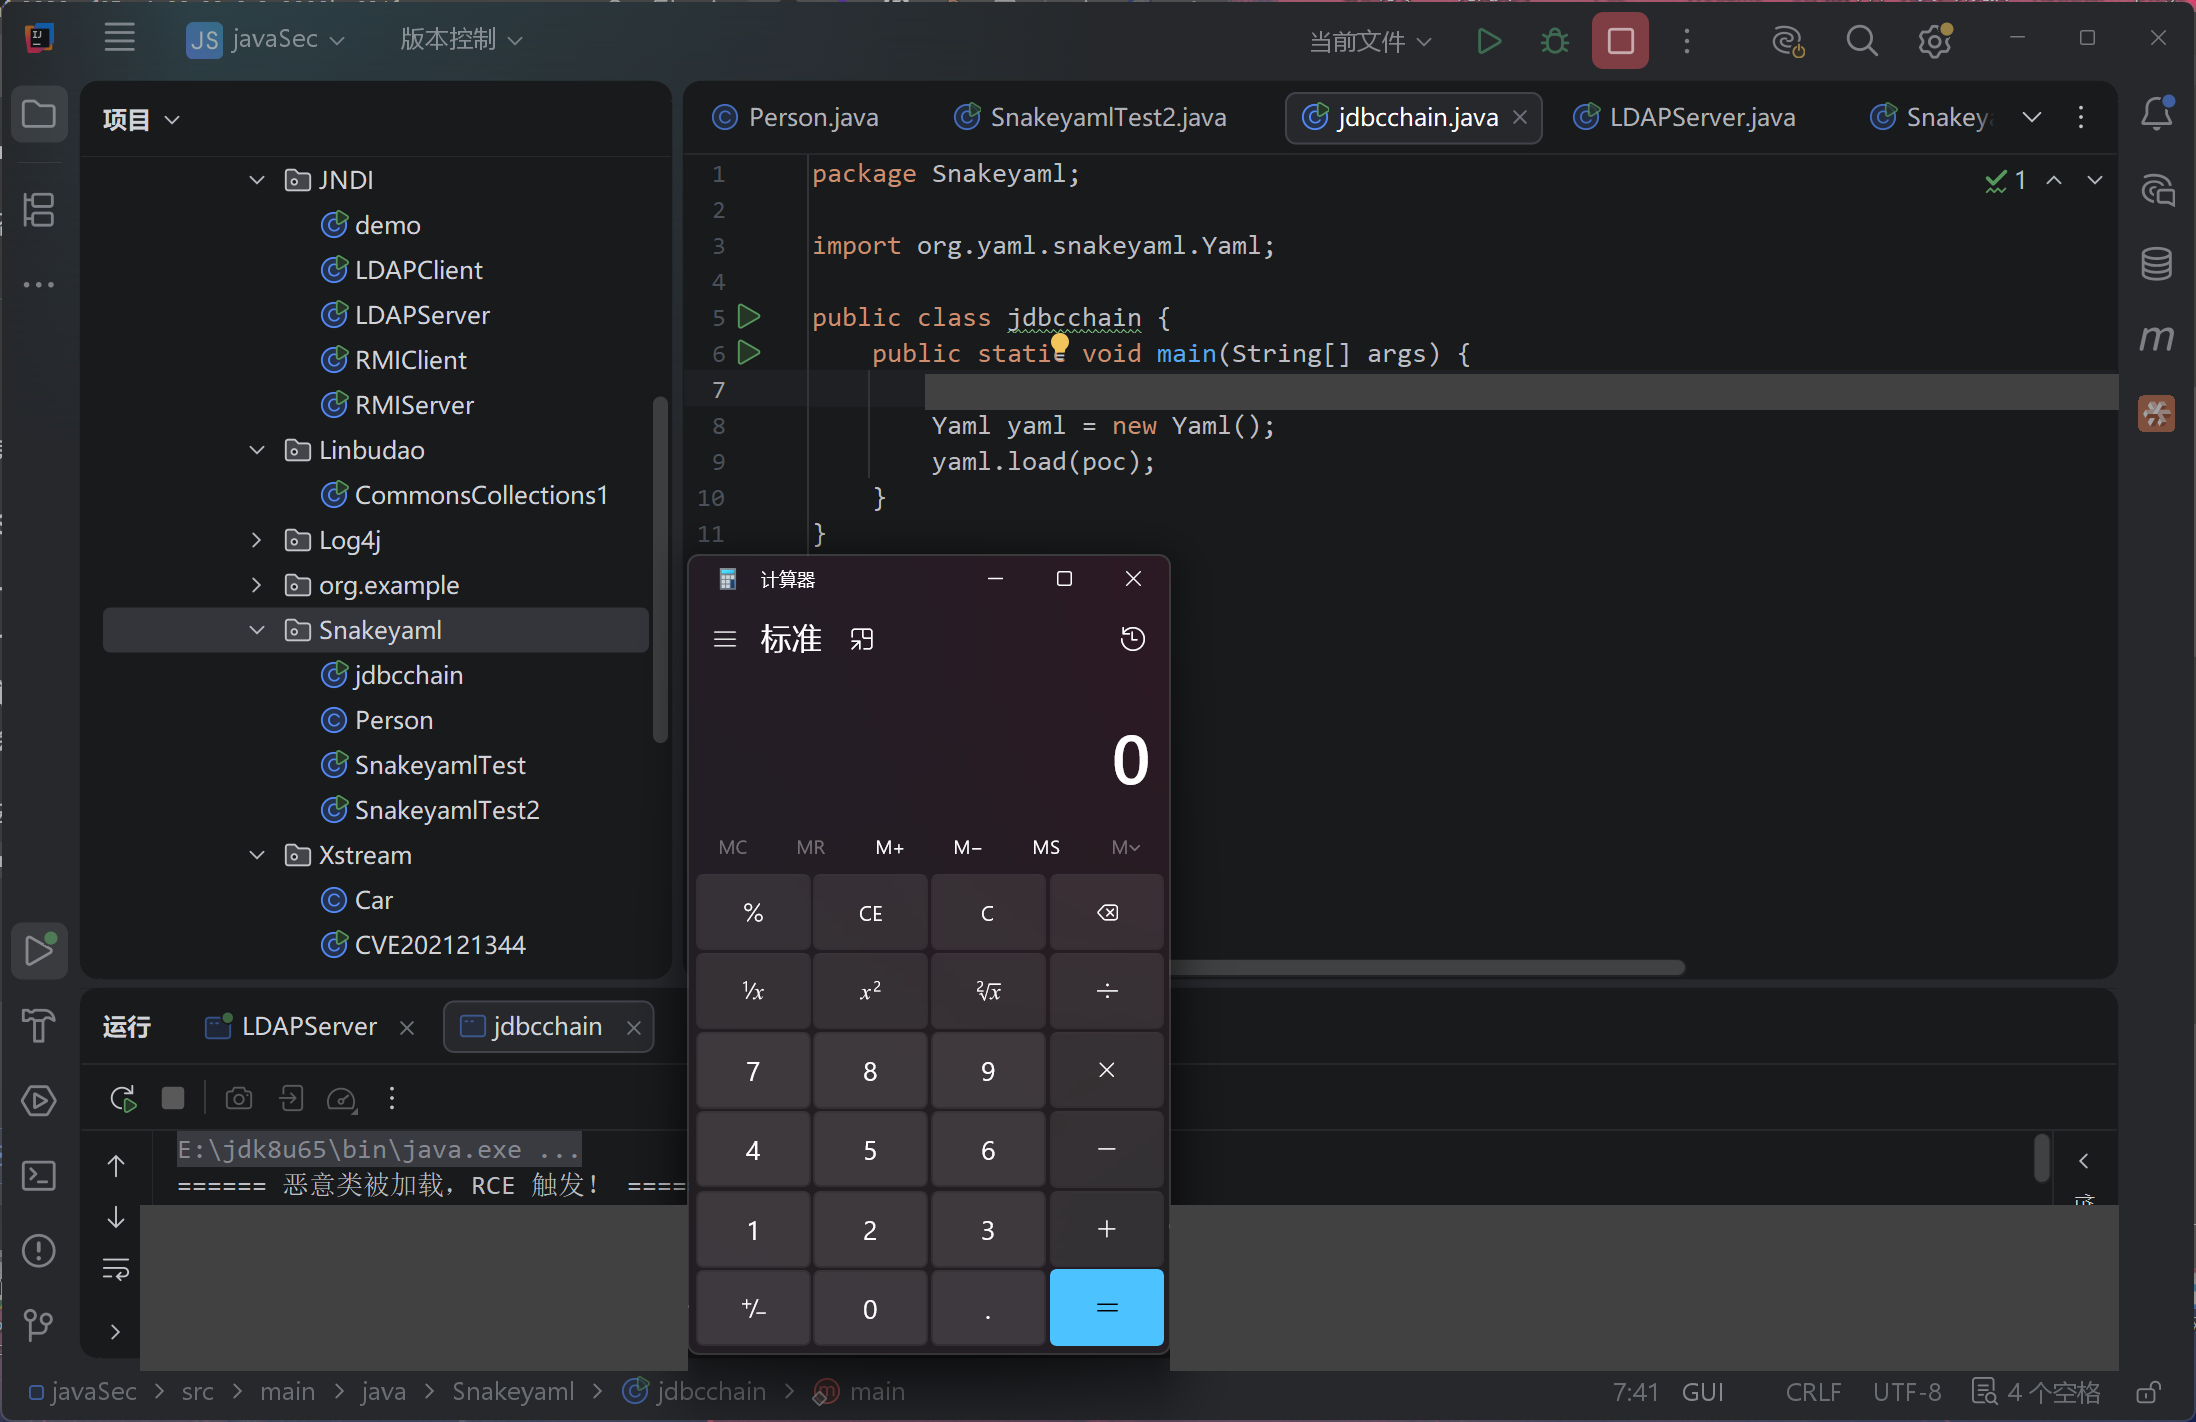 JS javaSec 版本控制 当前文件
项目
JNDI
demo
LDAPClient
LDAPServer
RMIClient
RMIServer
Linbudao
CommonsCollections1
Log4j
org.example
Snakeyaml
jdbcchain
Person
SnakeyamlTest
SnakeyamlTest2
Xstream
Car
CVE202121344
Person.java SnakeyamlTest2.java jdbcchain.java LDAPServer.java Snakey
1 package Snakeyaml; 1
2
3 import org.yaml.snakeyaml.Yaml;
4
5 public class jdbcchain {
6 public static void main(String[] args) {
7
8 Yaml yaml = new Yaml();
9 yaml.load(poc);
10 }
11 }
计算器
标准
0
MC MR M+ M− MS M
% CE C
¹/x x² ²√x ÷
7 8 9 ×
4 5 6 −
1 2 3 +
+/− 0 . =
运行 LDAPServer jdbcchain
E:\jdk8u65\bin\java.exe ...
====== 恶意类被加载，RCE 触发！ ====
javaSec > src > main > java > Snakeyaml > jdbcchain > main
7:41 GUI CRLF UTF-8 4 个空格